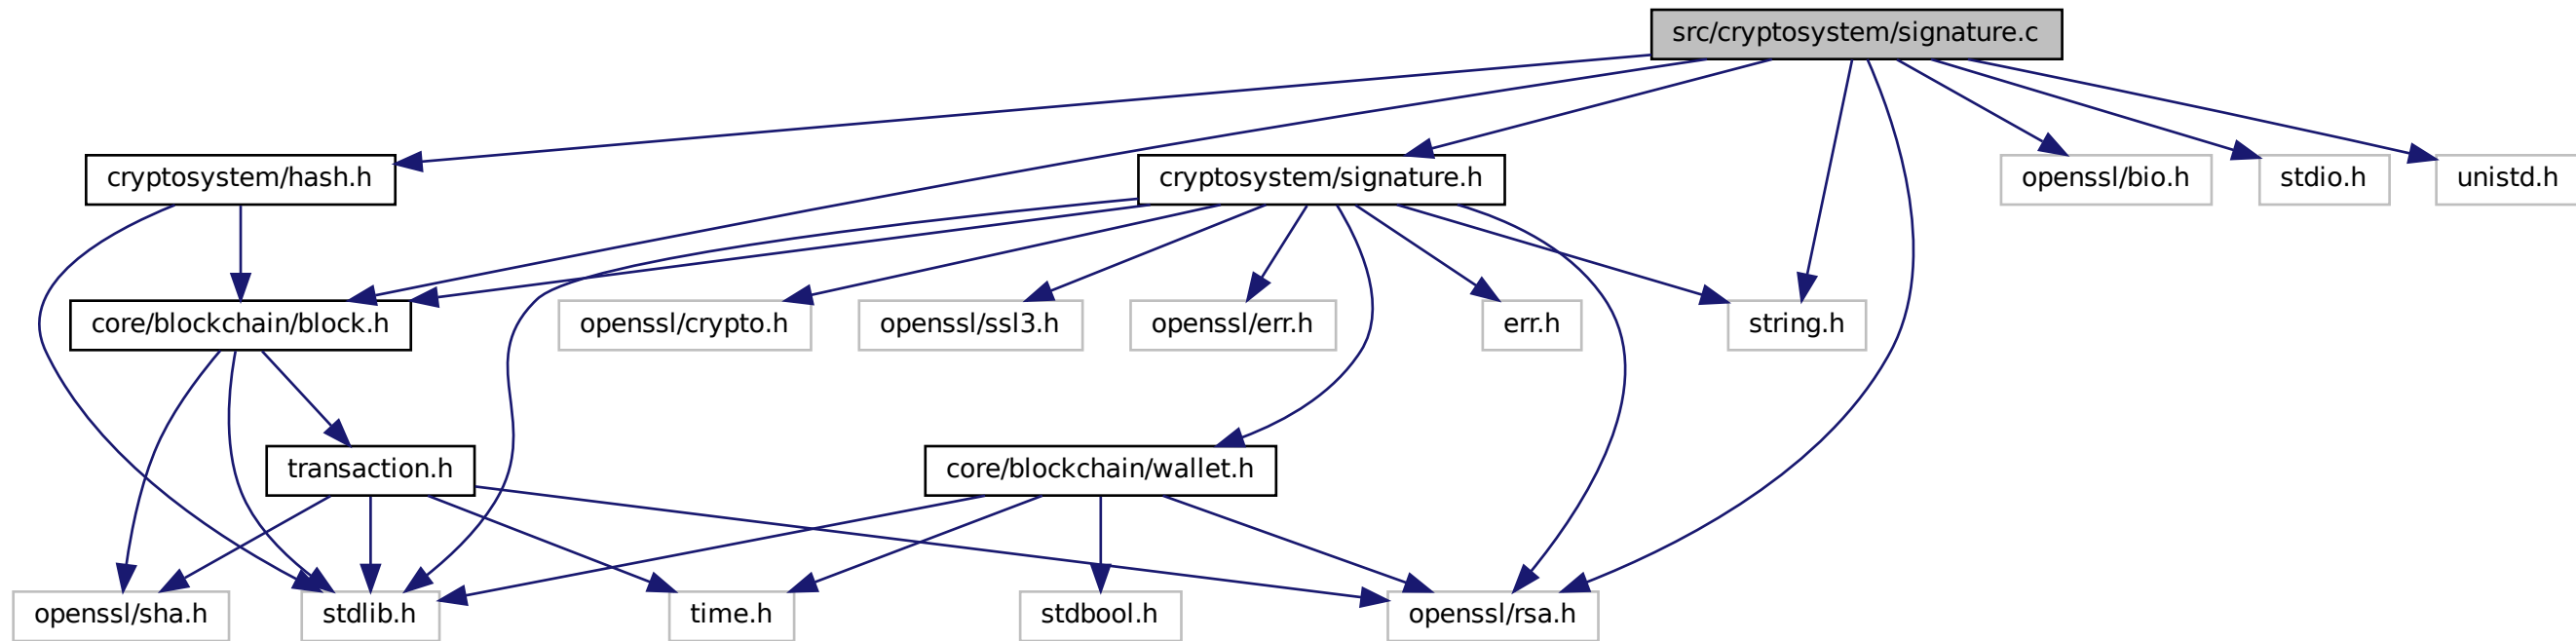 src/cryptosystem/signature.c
cryptosystem/hash.h
cryptosystem/signature.h
openssl/bio.h
stdio.h
unistd.h
core/blockchain/block.h
openssl/crypto.h
openssl/ssl3.h
openssl/err.h
err.h
string.h
transaction.h
core/blockchain/wallet.h
openssl/sha.h
stdlib.h
time.h
stdbool.h
openssl/rsa.h